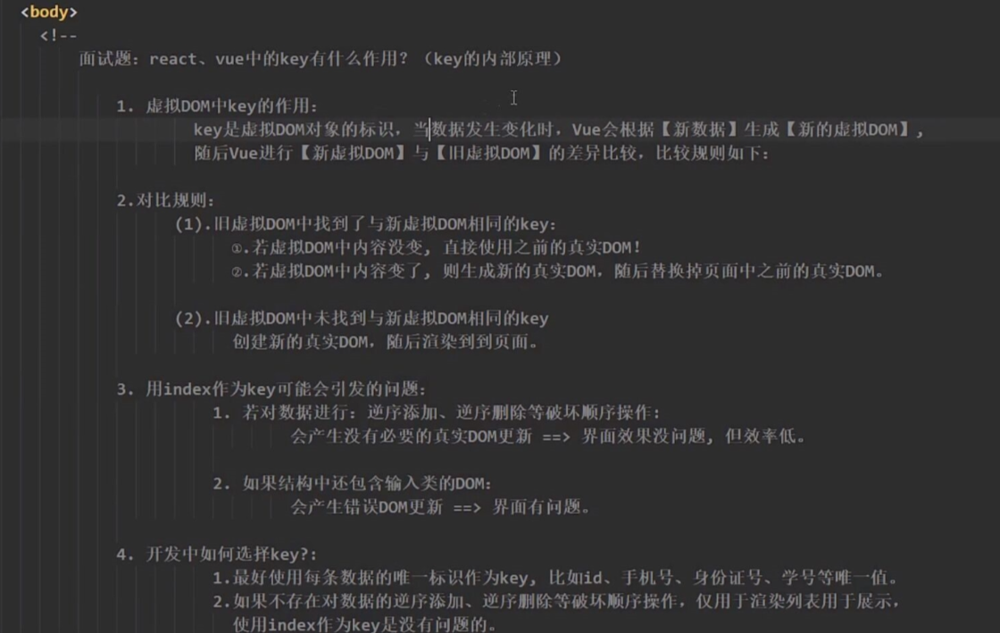 <body>
<!--
面试题：react、vue中的key有什么作用？（key的内部原理）
1. 虚拟DOM中key的作用：
key是虚拟DOM对象的标识，当数据发生变化时，Vue会根据【新数据】生成【新的虚拟DOM】,
随后Vue进行【新虚拟DOM】与【旧虚拟DOM】的差异比较，比较规则如下：
2.对比规则：
(1).旧虚拟DOM中找到了与新虚拟DOM相同的key：
①.若虚拟DOM中内容没变, 直接使用之前的真实DOM！
②.若虚拟DOM中内容变了, 则生成新的真实DOM，随后替换掉页面中之前的真实DOM。
(2).旧虚拟DOM中未找到与新虚拟DOM相同的key
创建新的真实DOM，随后渲染到到页面。
3. 用index作为key可能会引发的问题：
1. 若对数据进行：逆序添加、逆序删除等破坏顺序操作：
会产生没有必要的真实DOM更新 ==> 界面效果没问题, 但效率低。
2. 如果结构中还包含输入类的DOM：
会产生错误DOM更新 ==> 界面有问题。
4. 开发中如何选择key?:
1.最好使用每条数据的唯一标识作为key, 比如id、手机号、身份证号、学号等唯一值。
2.如果不存在对数据的逆序添加、逆序删除等破坏顺序操作，仅用于渲染列表用于展示，
使用index作为key是没有问题的。